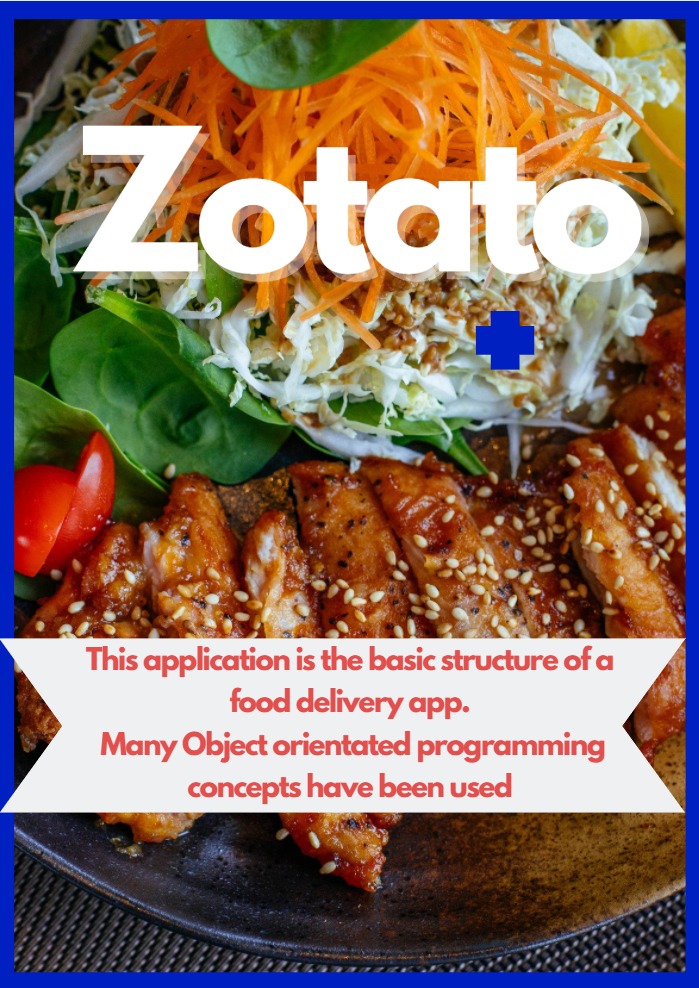 Zotato
This application is the basic structure of a
food delivery app.
Many Object orientated programming
concepts have been used